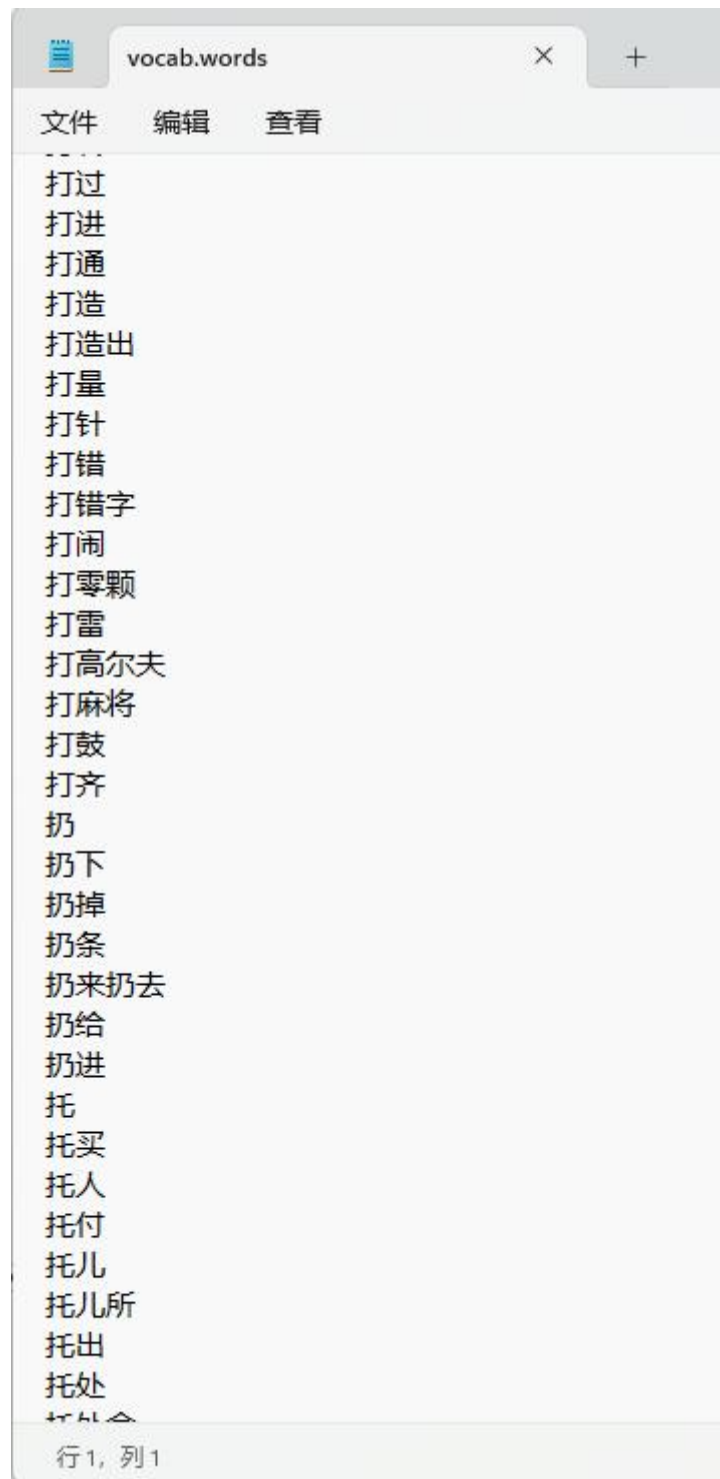 vocab.words
文件 编辑 查看
打过
打进
打通
打造
打造出
打量
打针
打错
打错字
打闹
打零颗
打雷
打高尔夫
打麻将
打鼓
打齐
扔
扔下
扔掉
扔条
扔来扔去
扔给
扔进
托
托买
托人
托付
托儿
托儿所
托出
托处
行 1, 列 1